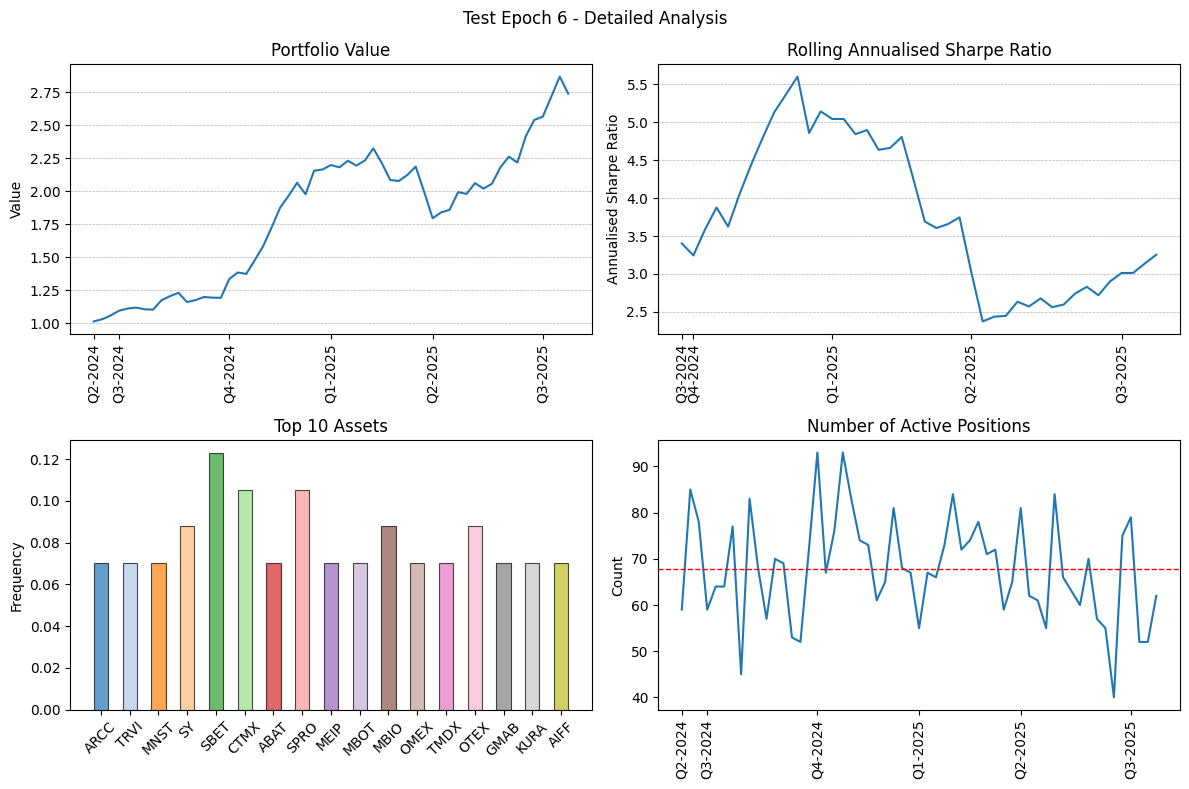 Test Epoch 6 - Detailed Analysis
Portfolio Value
Value
2.75
2.50
2.25
2.00
1.75
1.50
1.25
1.00
Q2-2024
Q3-2024
Q4-2024
Q1-2025
Q2-2025
Q3-2025
Rolling Annualised Sharpe Ratio
Annualised Sharpe Ratio
5.5
5.0
4.5
4.0
3.5
3.0
2.5
Q3-2024
Q4-2024
Q1-2025
Q2-2025
Q3-2025
Top 10 Assets
Frequency
0.12
0.10
0.08
0.06
0.04
0.02
0.00
ARCC
TRVI
MNST
SY
SBET
CTMX
ABAT
SPRO
MEIP
MBOT
MBIO
OMEX
TMDX
OTEX
GMAB
KURA
AIFF
Number of Active Positions
Count
90
80
70
60
50
40
Q2-2024
Q3-2024
Q4-2024
Q1-2025
Q2-2025
Q3-2025